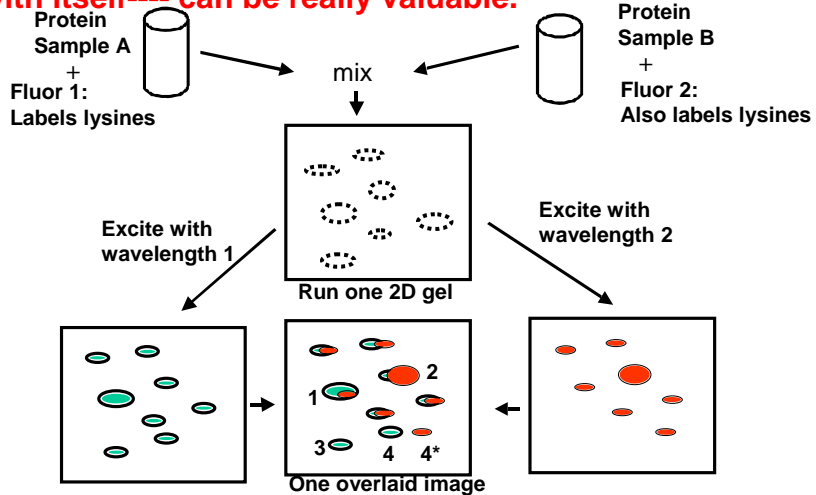 with itself---- can be really valuable.
Protein
Sample A
+
Fluor 1:
Labels lysines
mix
Protein
Sample B
+
Fluor 2:
Also labels lysines
Excite with
wavelength 1
Excite with
wavelength 2
Run one 2D gel
1
2
3
4
4*
One overlaid image